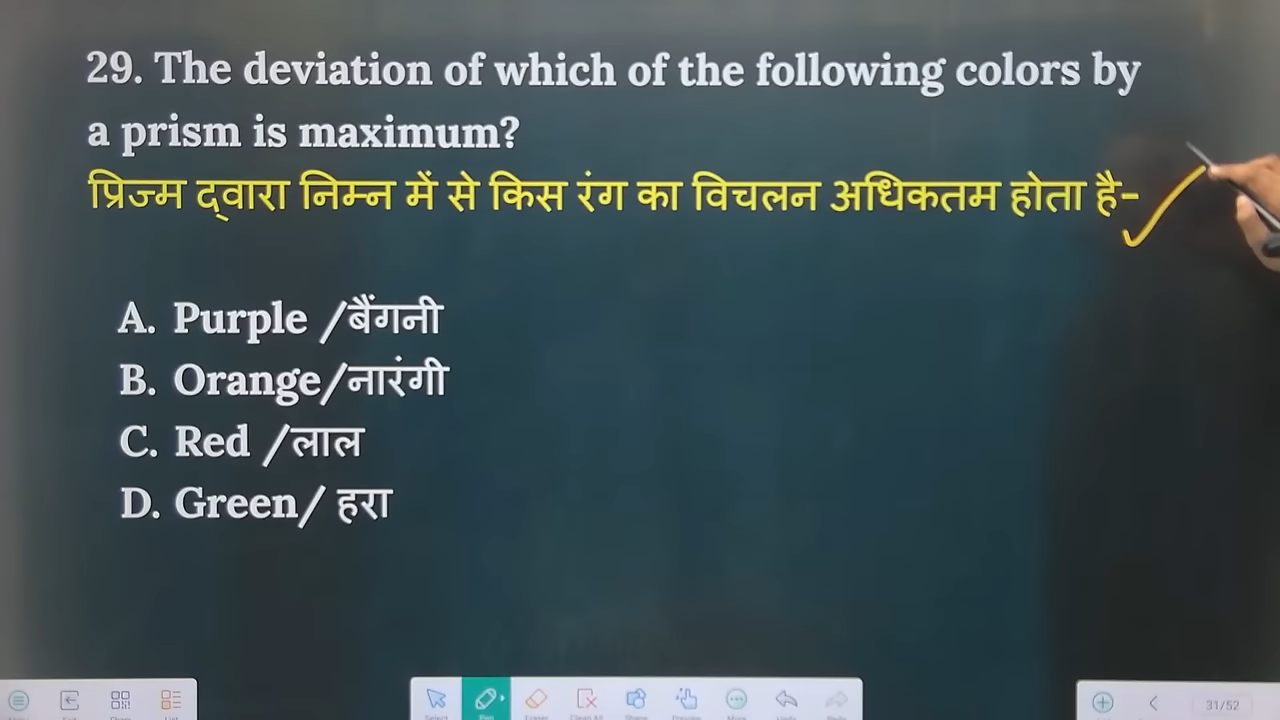 29. The deviation of which of the following colors by
a prism is maximum?
प्रिज्म द्वारा निम्न में से किस रंग का विचलन अधिकतम होता है-
A. Purple /बैंगनी
B. Orange/नारंगी
C. Red /लाल
D. Green/ हरा
31/52